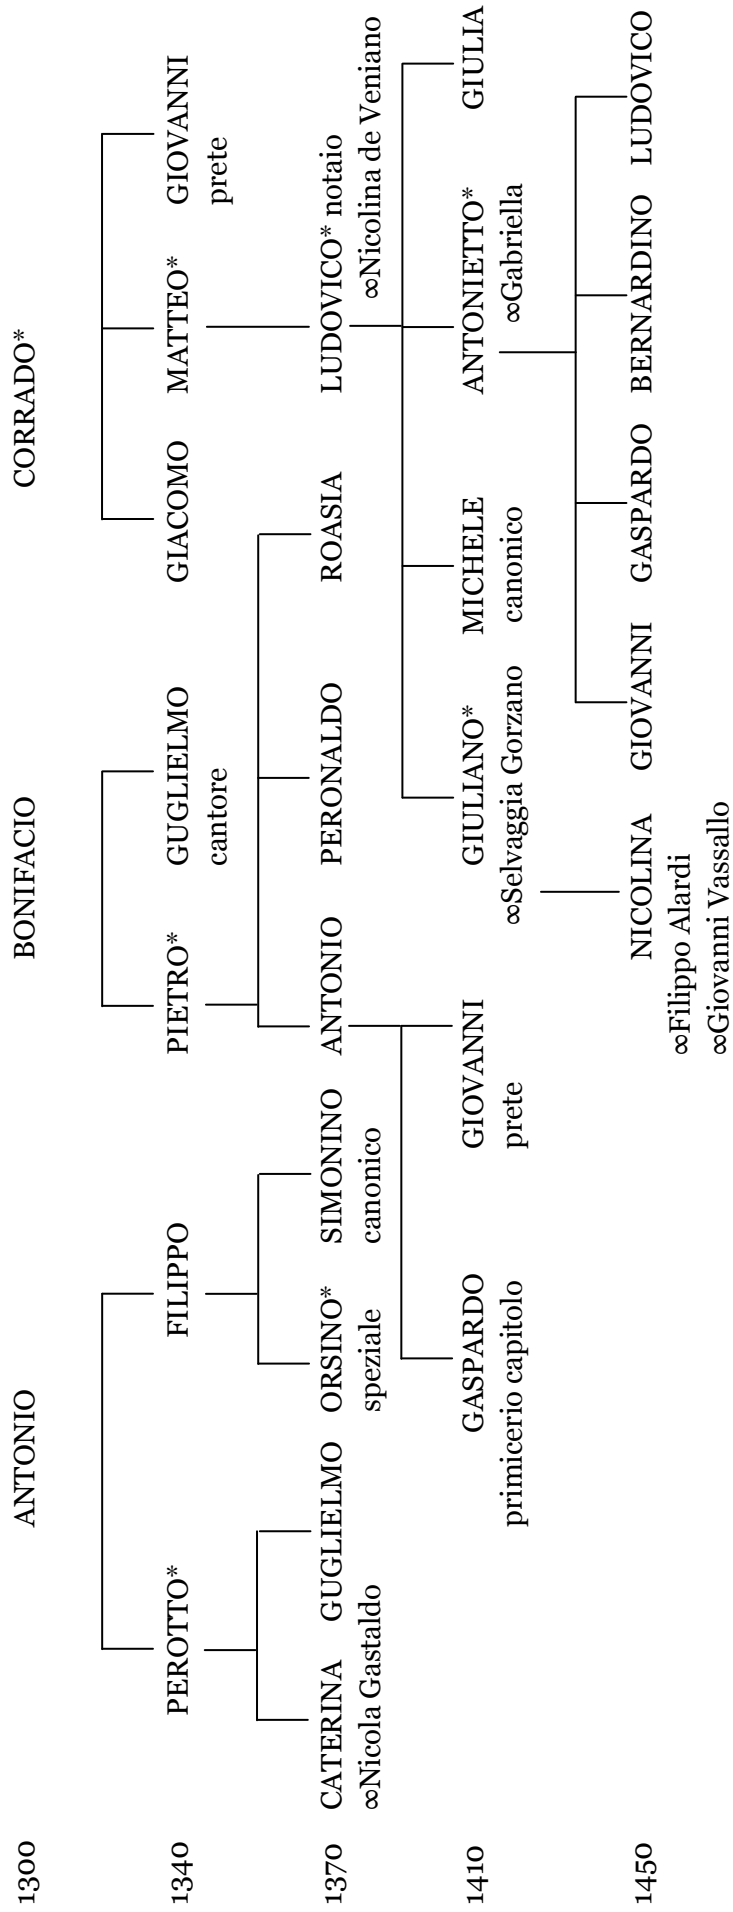 1300
ANTONIO
BONIFACIO
CORRADO*
1340
PEROTTO*
FILIPPO
PIETRO*
GUGLIELMO
cantore
GIACOMO
MATTEO*
GIOVANNI
prete
1370
CATERINA
∞Nicola Gastaldo
GUGLIELMO
ORSINO*
speziale
SIMONINO
canonico
ANTONIO
PERONALDO
ROASIA
LUDOVICO* notaio
∞Nicolina de Veniano
1410
GASPARDO
primicerio capitolo
GIOVANNI
prete
GIULIANO*
∞Selvaggia Gorzano
MICHELE
canonico
ANTONIETTO*
∞Gabriella
GIULIA
1450
NICOLINA
∞Filippo Alardi
∞Giovanni Vassallo
GIOVANNI
GASPARDO
BERNARDINO
LUDOVICO